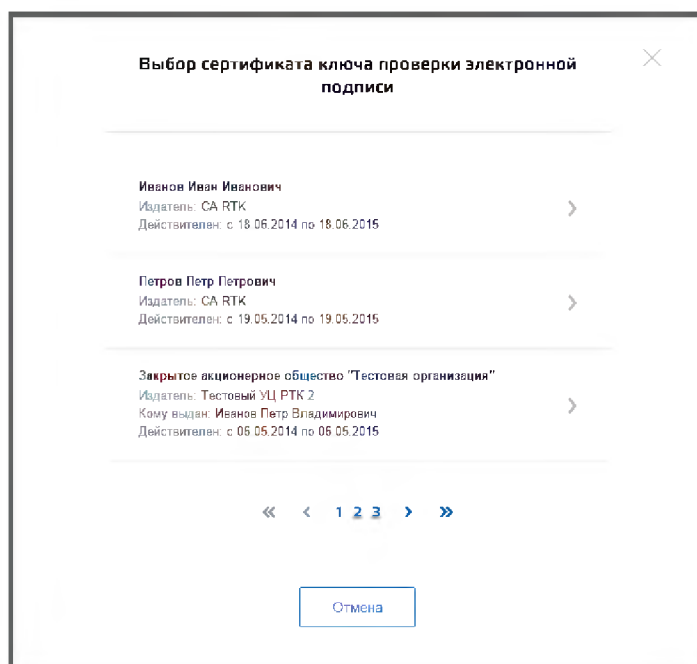 Выбор сертификата ключа проверки электронной
подписи
Иванов Иван Иванович
Издатель: CA RTK
Действителен: с 18.06.2014 по 18.06.2015
Петров Петр Петрович
Издатель: CA RTK
Действителен: с 19.05.2014 по 19.05.2015
Закрытое акционерное общество "Тестовая организация"
Издатель: Тестовый УЦ РТК 2
Кому выдан: Иванов Петр Владимирович
Действителен: с 06.05.2014 по 06.05.2015
« ‹ 1 2 3 › »
Отмена